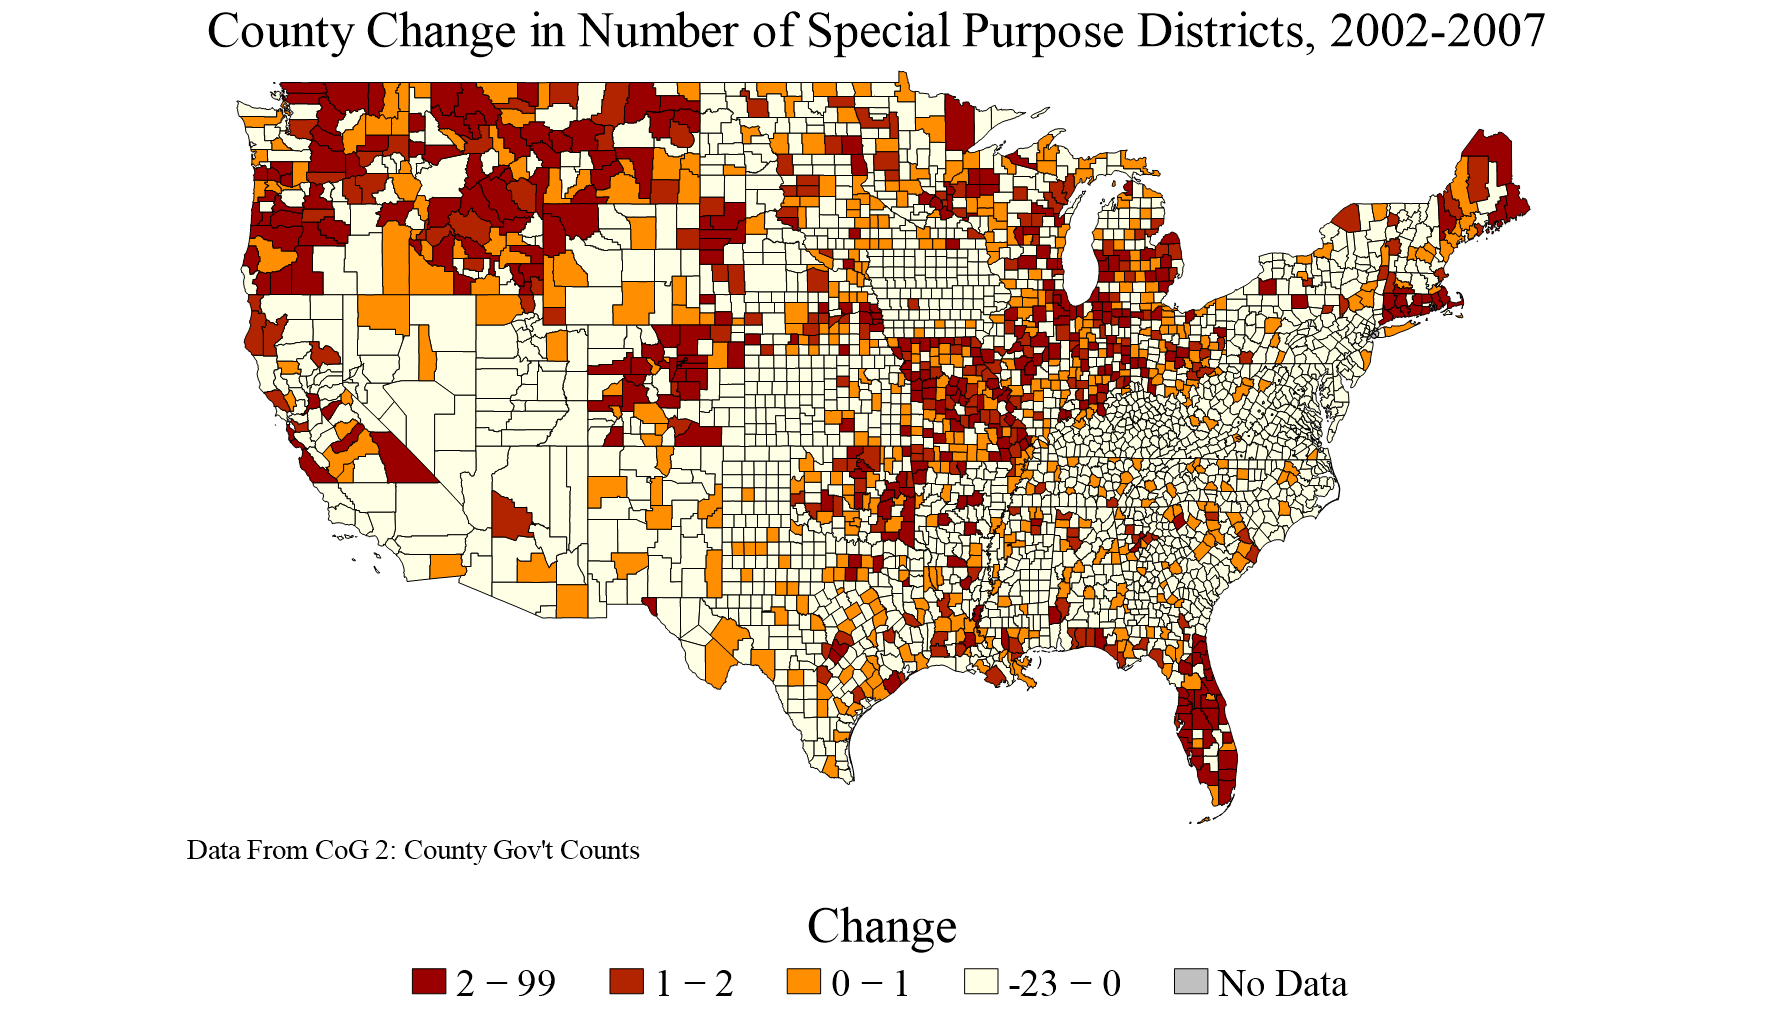 County Change in Number of Special Purpose Districts, 2002-2007
Data From CoG 2: County Gov't Counts
Change
2 – 99
1 – 2
0 – 1
-23 – 0
No Data